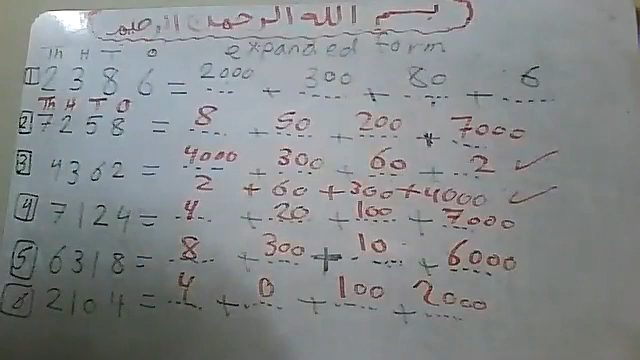 بسم الله الرحمن الرحيم
Th H T O expanded form
1 2386 = 2000 + 300 + 80 + 6
Th H T O
2 7258 = 8 + 50 + 200 + 7000
3 4362 = 4000 + 300 + 60 + 2 ✓
2 + 60 + 300 + 4000 ✓
4 7124 = 4 + 20 + 100 + 7000
5 6318 = 8 + 300 + 10 + 6000
6 2104 = 4 + 0 + 100 + 2000